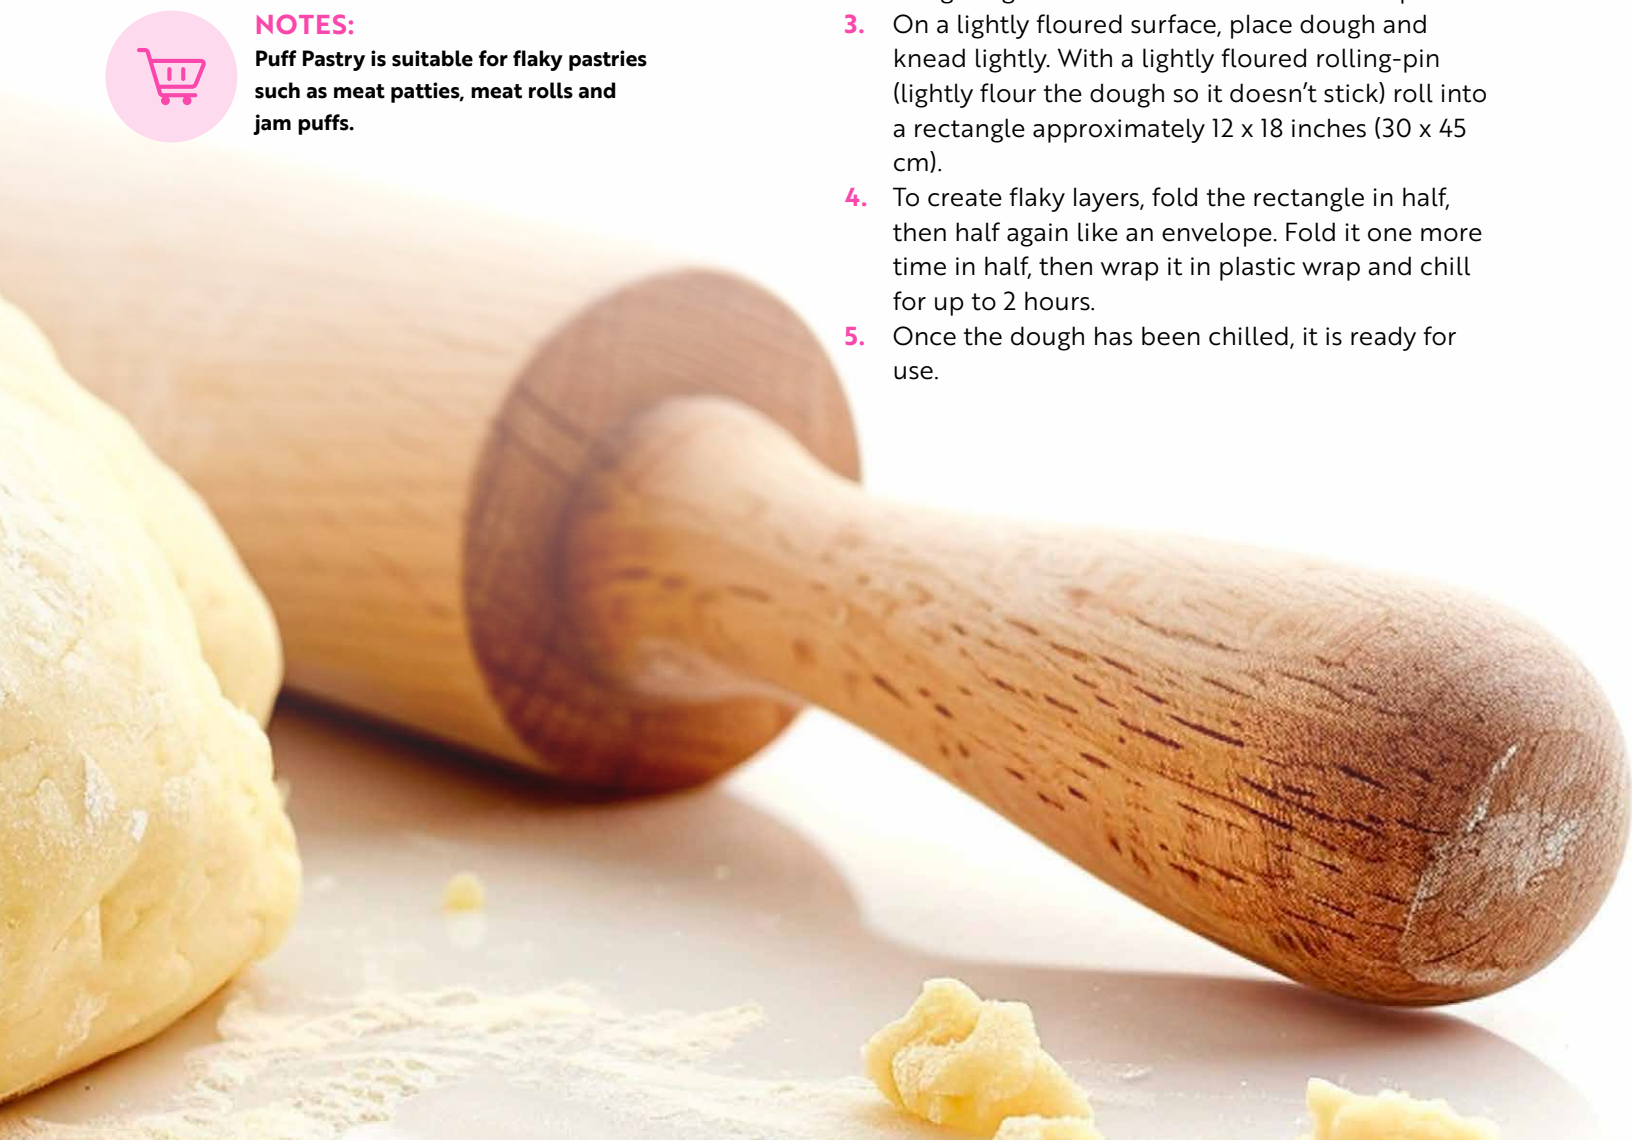 NOTES:
Puff Pastry is suitable for flaky pastries
such as meat patties, meat rolls and
jam puffs.
3. On a lightly floured surface, place dough and
knead lightly. With a lightly floured rolling-pin
(lightly flour the dough so it doesn’t stick) roll into
a rectangle approximately 12 x 18 inches (30 x 45
cm).
4. To create flaky layers, fold the rectangle in half,
then half again like an envelope. Fold it one more
time in half, then wrap it in plastic wrap and chill
for up to 2 hours.
5. Once the dough has been chilled, it is ready for
use.